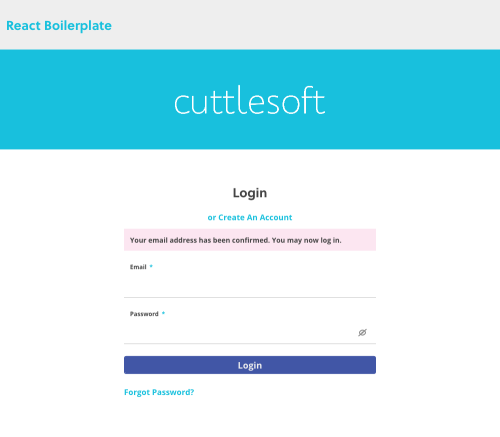 React Boilerplate
cuttlesoft
Login
or Create An Account
Your email address has been confirmed. You may now log in.
Email *
Password *
Login
Forgot Password?